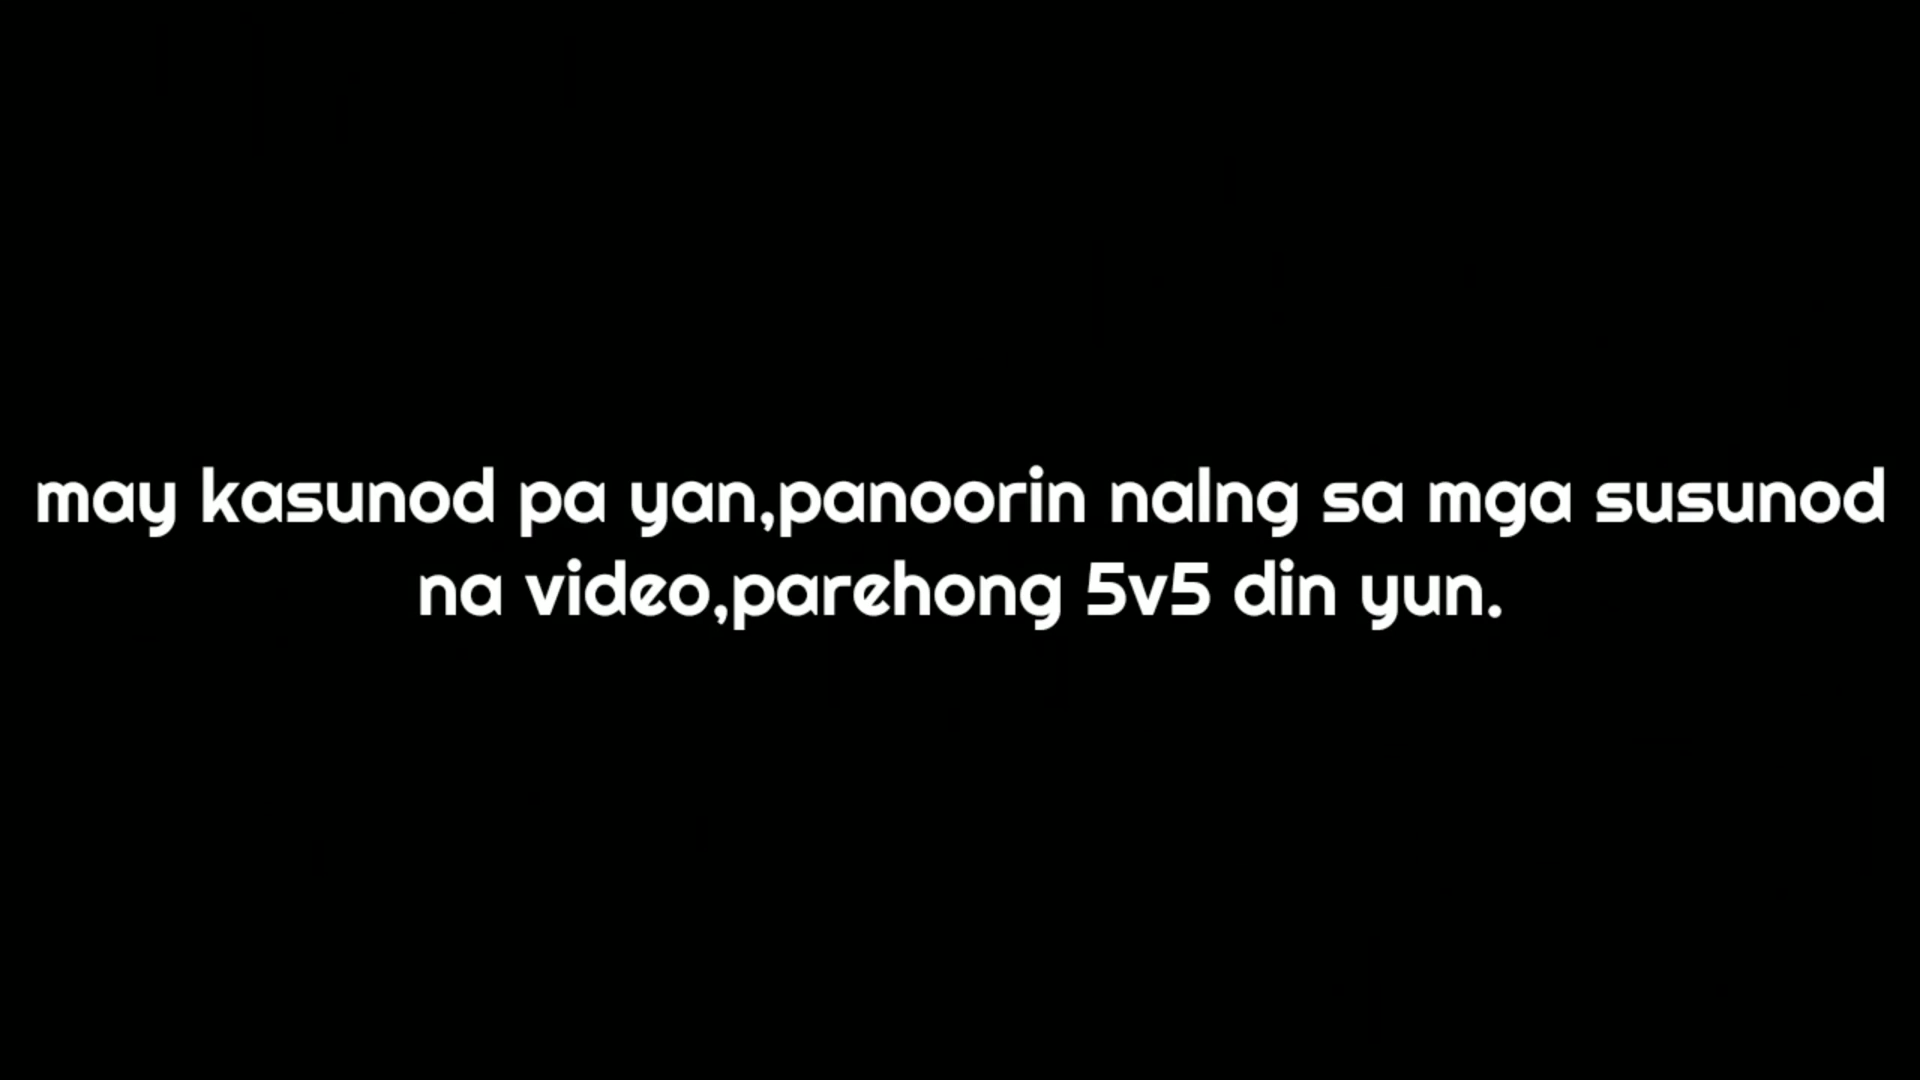 may kasunod pa yan,panoorin nalng sa mga susunod
na video,parehong 5v5 din yun.